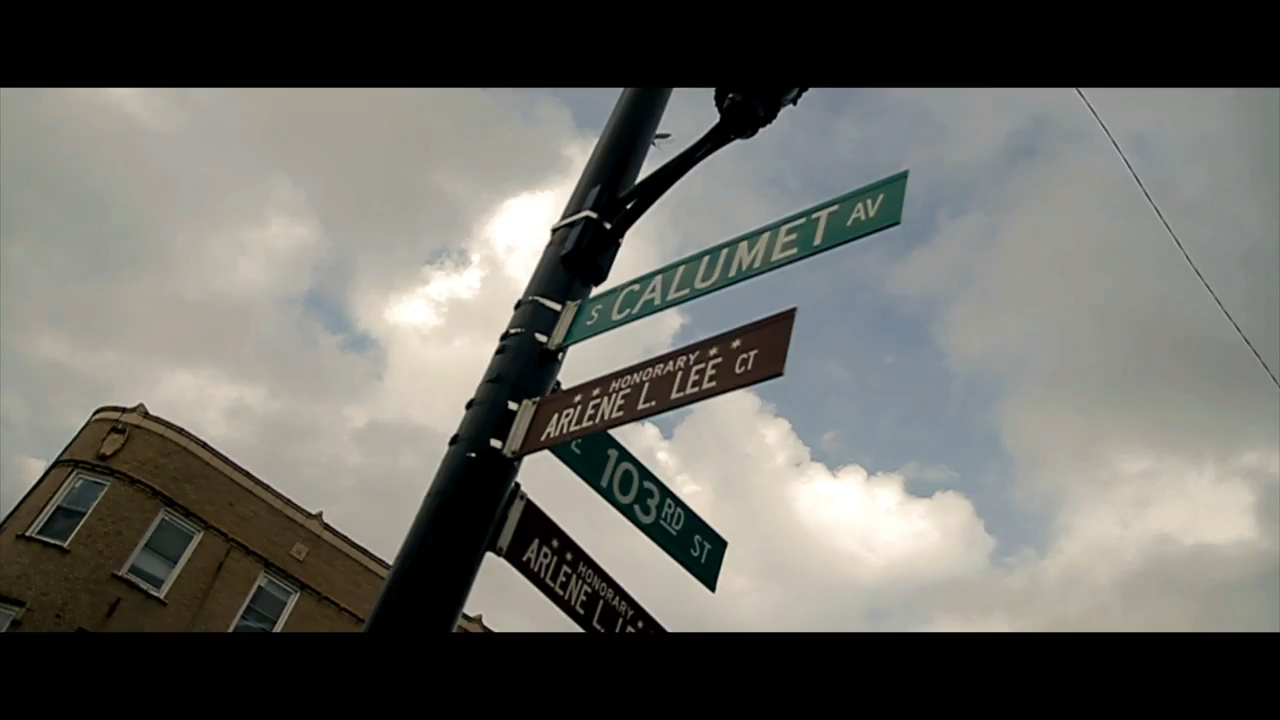 S CALUMET AV
HONORARY
ARLENE L. LEE CT
E 103RD ST
HONORARY
ARLENE L.